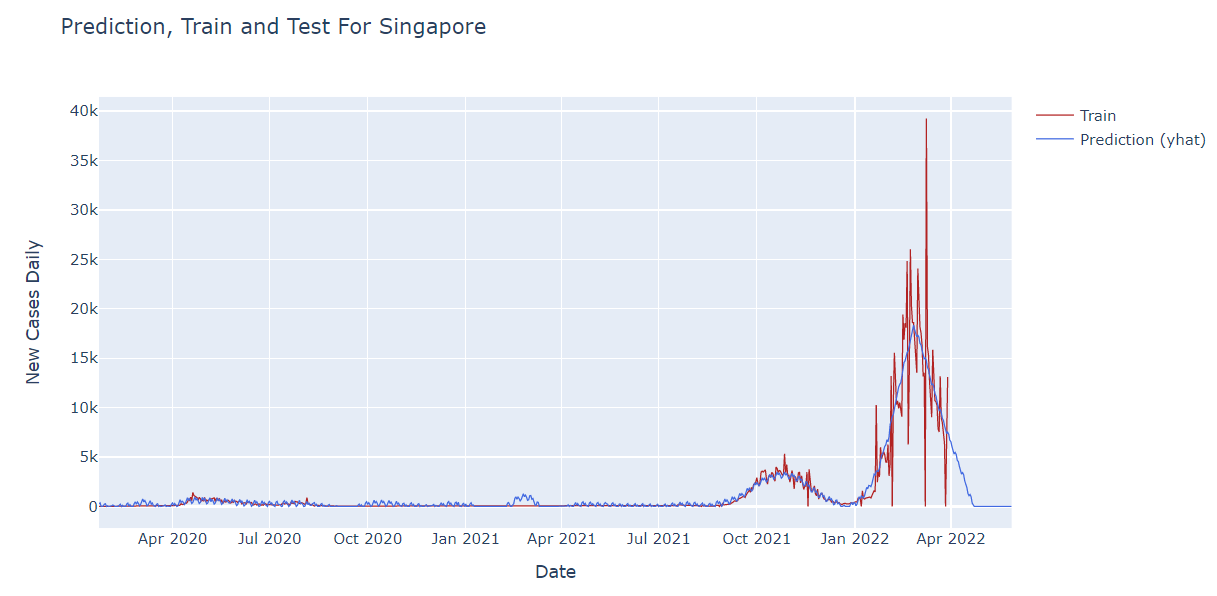 Prediction, Train and Test For Singapore
40k
35k
30k
25k
20k
15k
10k
5k
0
New Cases Daily
Apr 2020
Jul 2020
Oct 2020
Jan 2021
Apr 2021
Jul 2021
Oct 2021
Jan 2022
Apr 2022
Date
Train
Prediction (yhat)